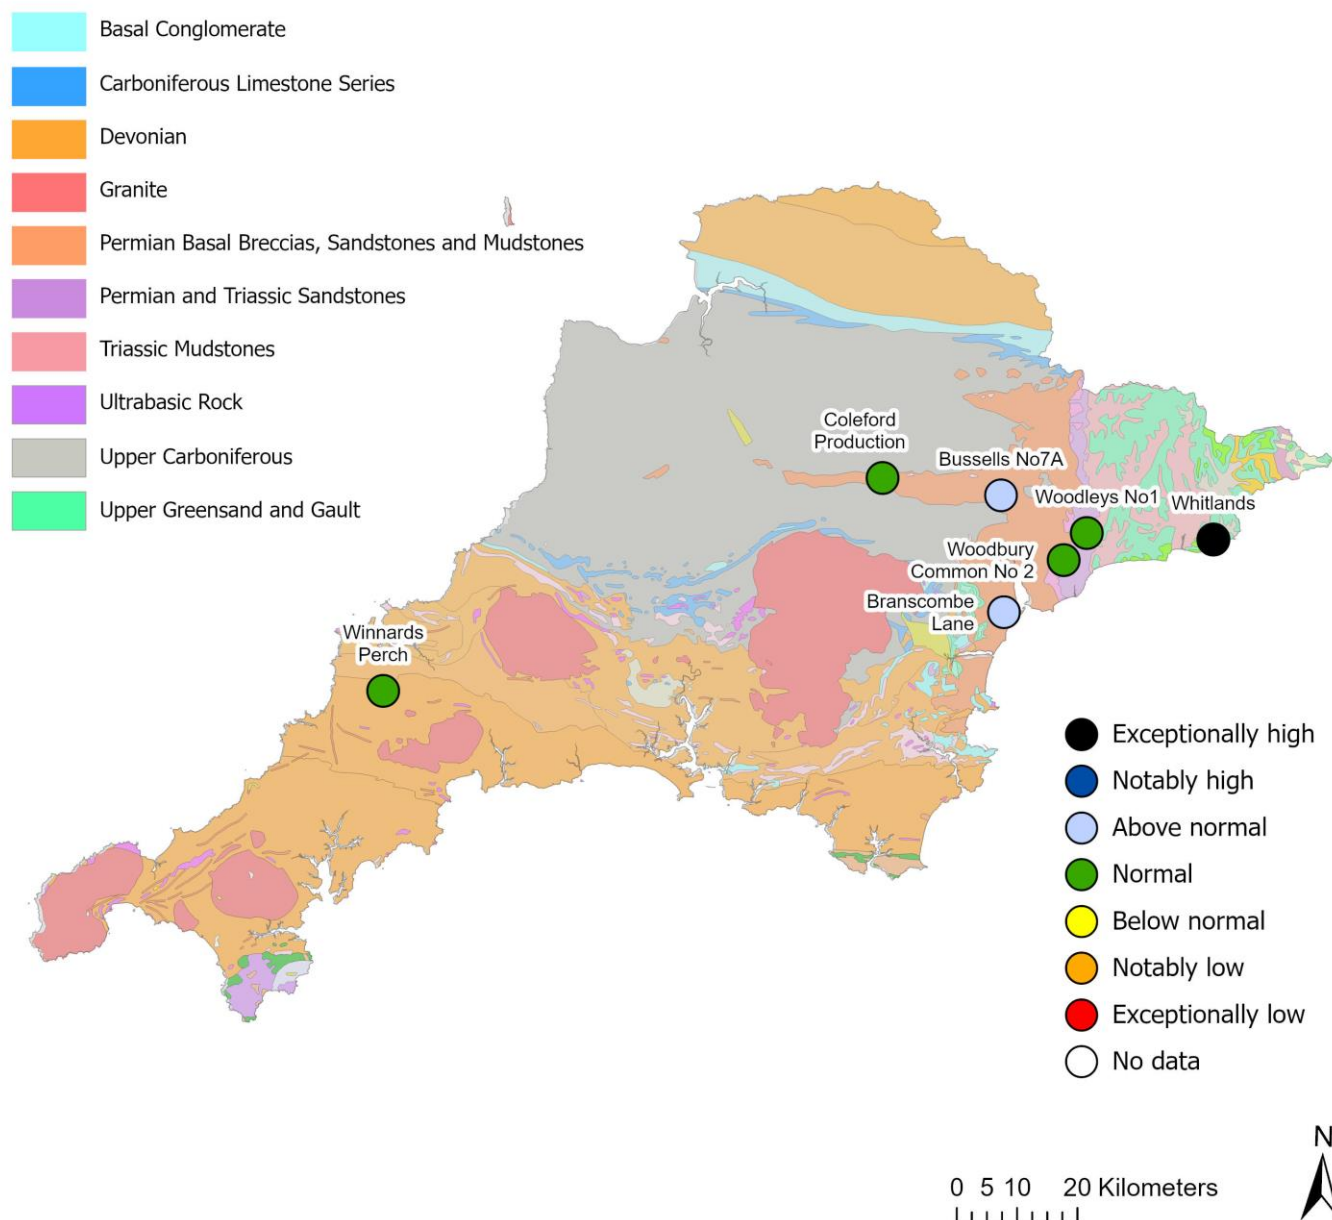 Basal Conglomerate
Carboniferous Limestone Series
Devonian
Granite
Permian Basal Breccias, Sandstones and Mudstones
Permian and Triassic Sandstones
Triassic Mudstones
Ultrabasic Rock
Upper Carboniferous
Upper Greensand and Gault
Coleford
Production
Bussells No7A
Woodleys No1
Whitlands
Woodbury
Common No 2
Branscombe
Lane
Winnards
Perch
Exceptionally high
Notably high
Above normal
Normal
Below normal
Notably low
Exceptionally low
No data
N
0 5 10 20 Kilometers